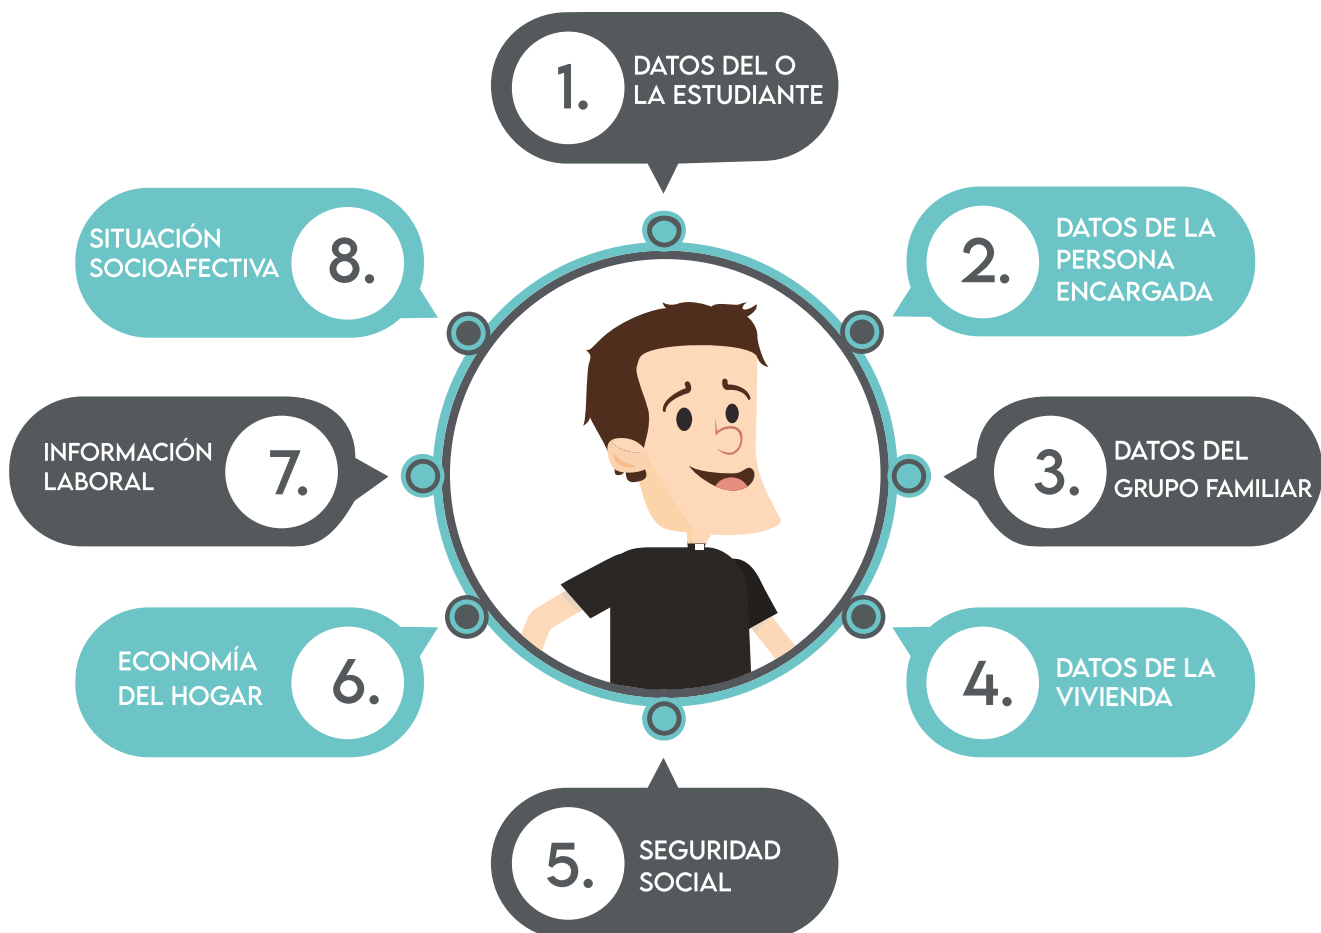 1.
DATOS DEL O
LA ESTUDIANTE
2.
DATOS DE LA
PERSONA
ENCARGADA
3.
DATOS DEL
GRUPO FAMILIAR
4.
DATOS DE LA
VIVIENDA
5.
SEGURIDAD
SOCIAL
6.
ECONOMÍA
DEL HOGAR
7.
INFORMACIÓN
LABORAL
8.
SITUACIÓN
SOCIOAFECTIVA